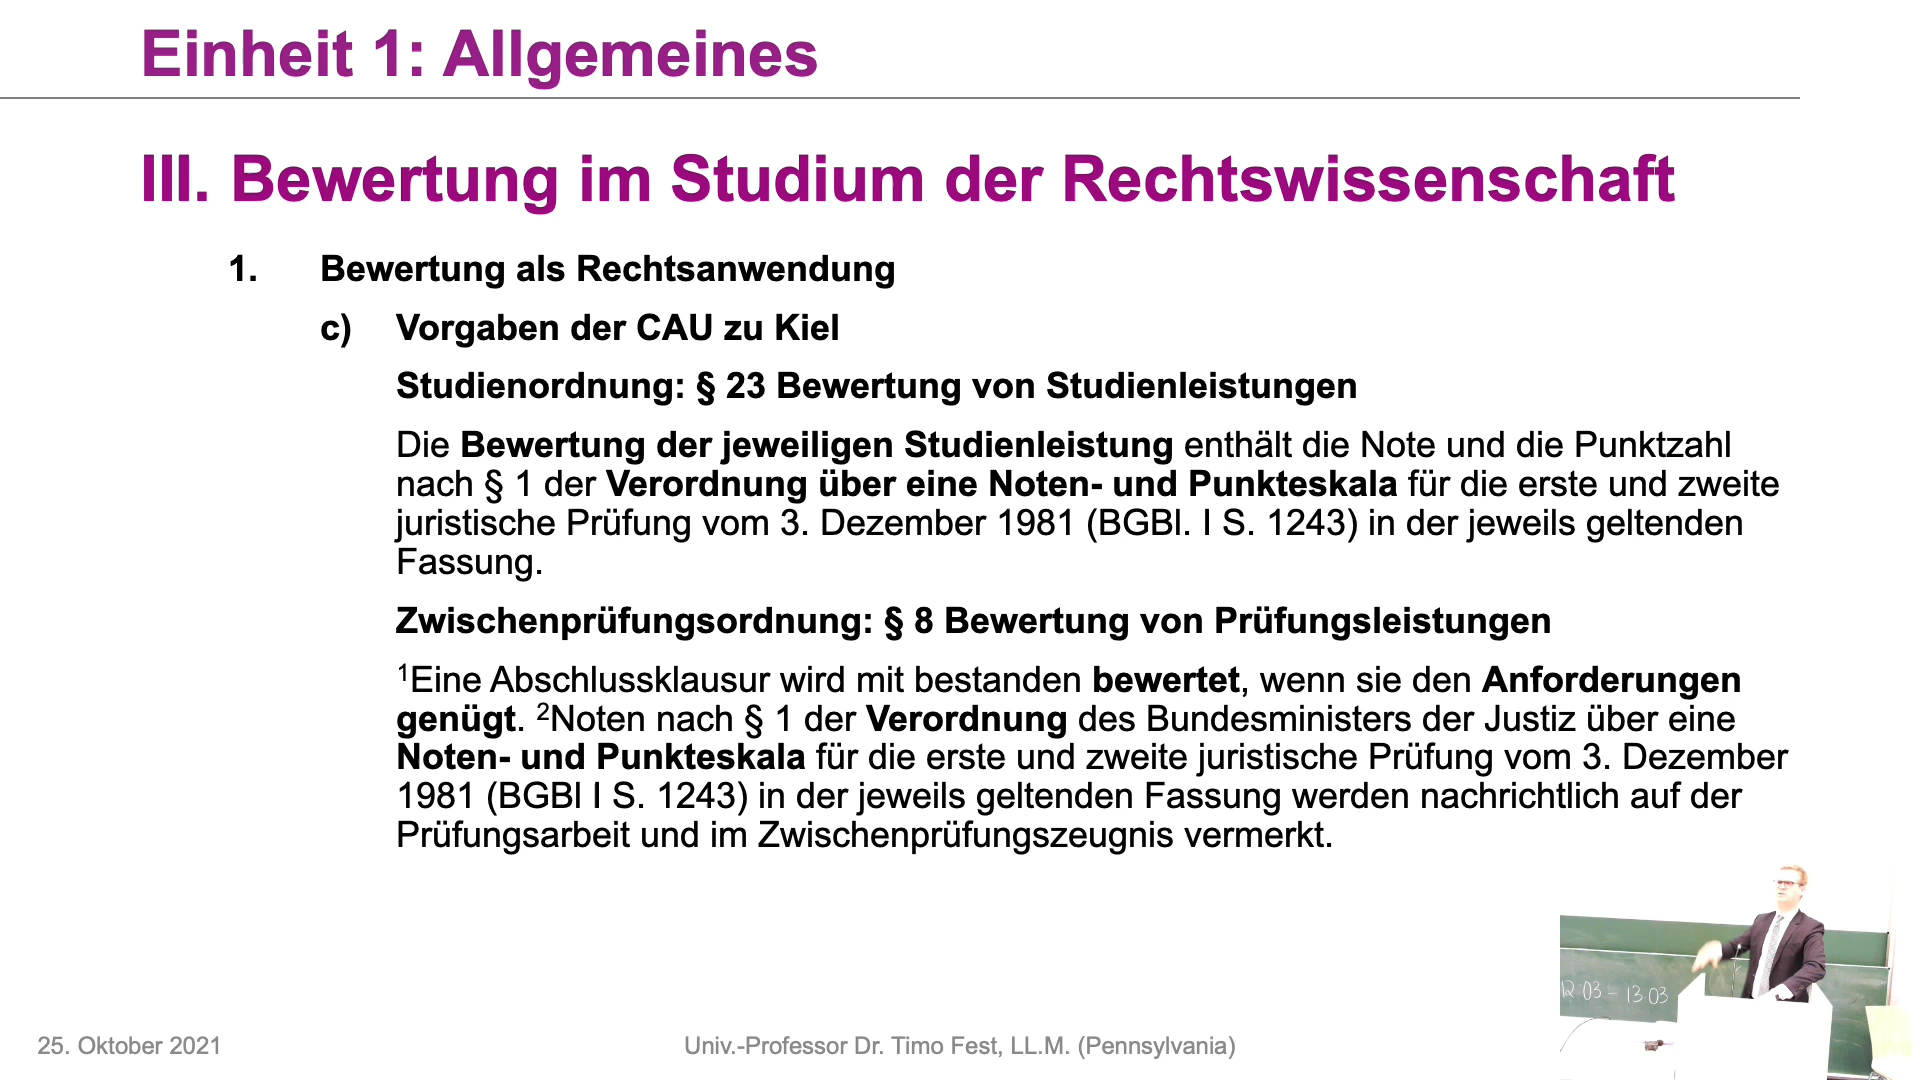 Einheit 1: Allgemeines
III. Bewertung im Studium der Rechtswissenschaft
1. Bewertung als Rechtsanwendung
c) Vorgaben der CAU zu Kiel
Studienordnung: § 23 Bewertung von Studienleistungen
Die Bewertung der jeweiligen Studienleistung enthält die Note und die Punktzahl
nach § 1 der Verordnung über eine Noten- und Punkteskala für die erste und zweite
juristische Prüfung vom 3. Dezember 1981 (BGBl. I S. 1243) in der jeweils geltenden
Fassung.
Zwischenprüfungsordnung: § 8 Bewertung von Prüfungsleistungen
¹Eine Abschlussklausur wird mit bestanden bewertet, wenn sie den Anforderungen
genügt. ²Noten nach § 1 der Verordnung des Bundesministers der Justiz über eine
Noten- und Punkteskala für die erste und zweite juristische Prüfung vom 3. Dezember
1981 (BGBl I S. 1243) in der jeweils geltenden Fassung werden nachrichtlich auf der
Prüfungsarbeit und im Zwischenprüfungszeugnis vermerkt.
12 03 – 13 03
25. Oktober 2021
Univ.-Professor Dr. Timo Fest, LL.M. (Pennsylvania)